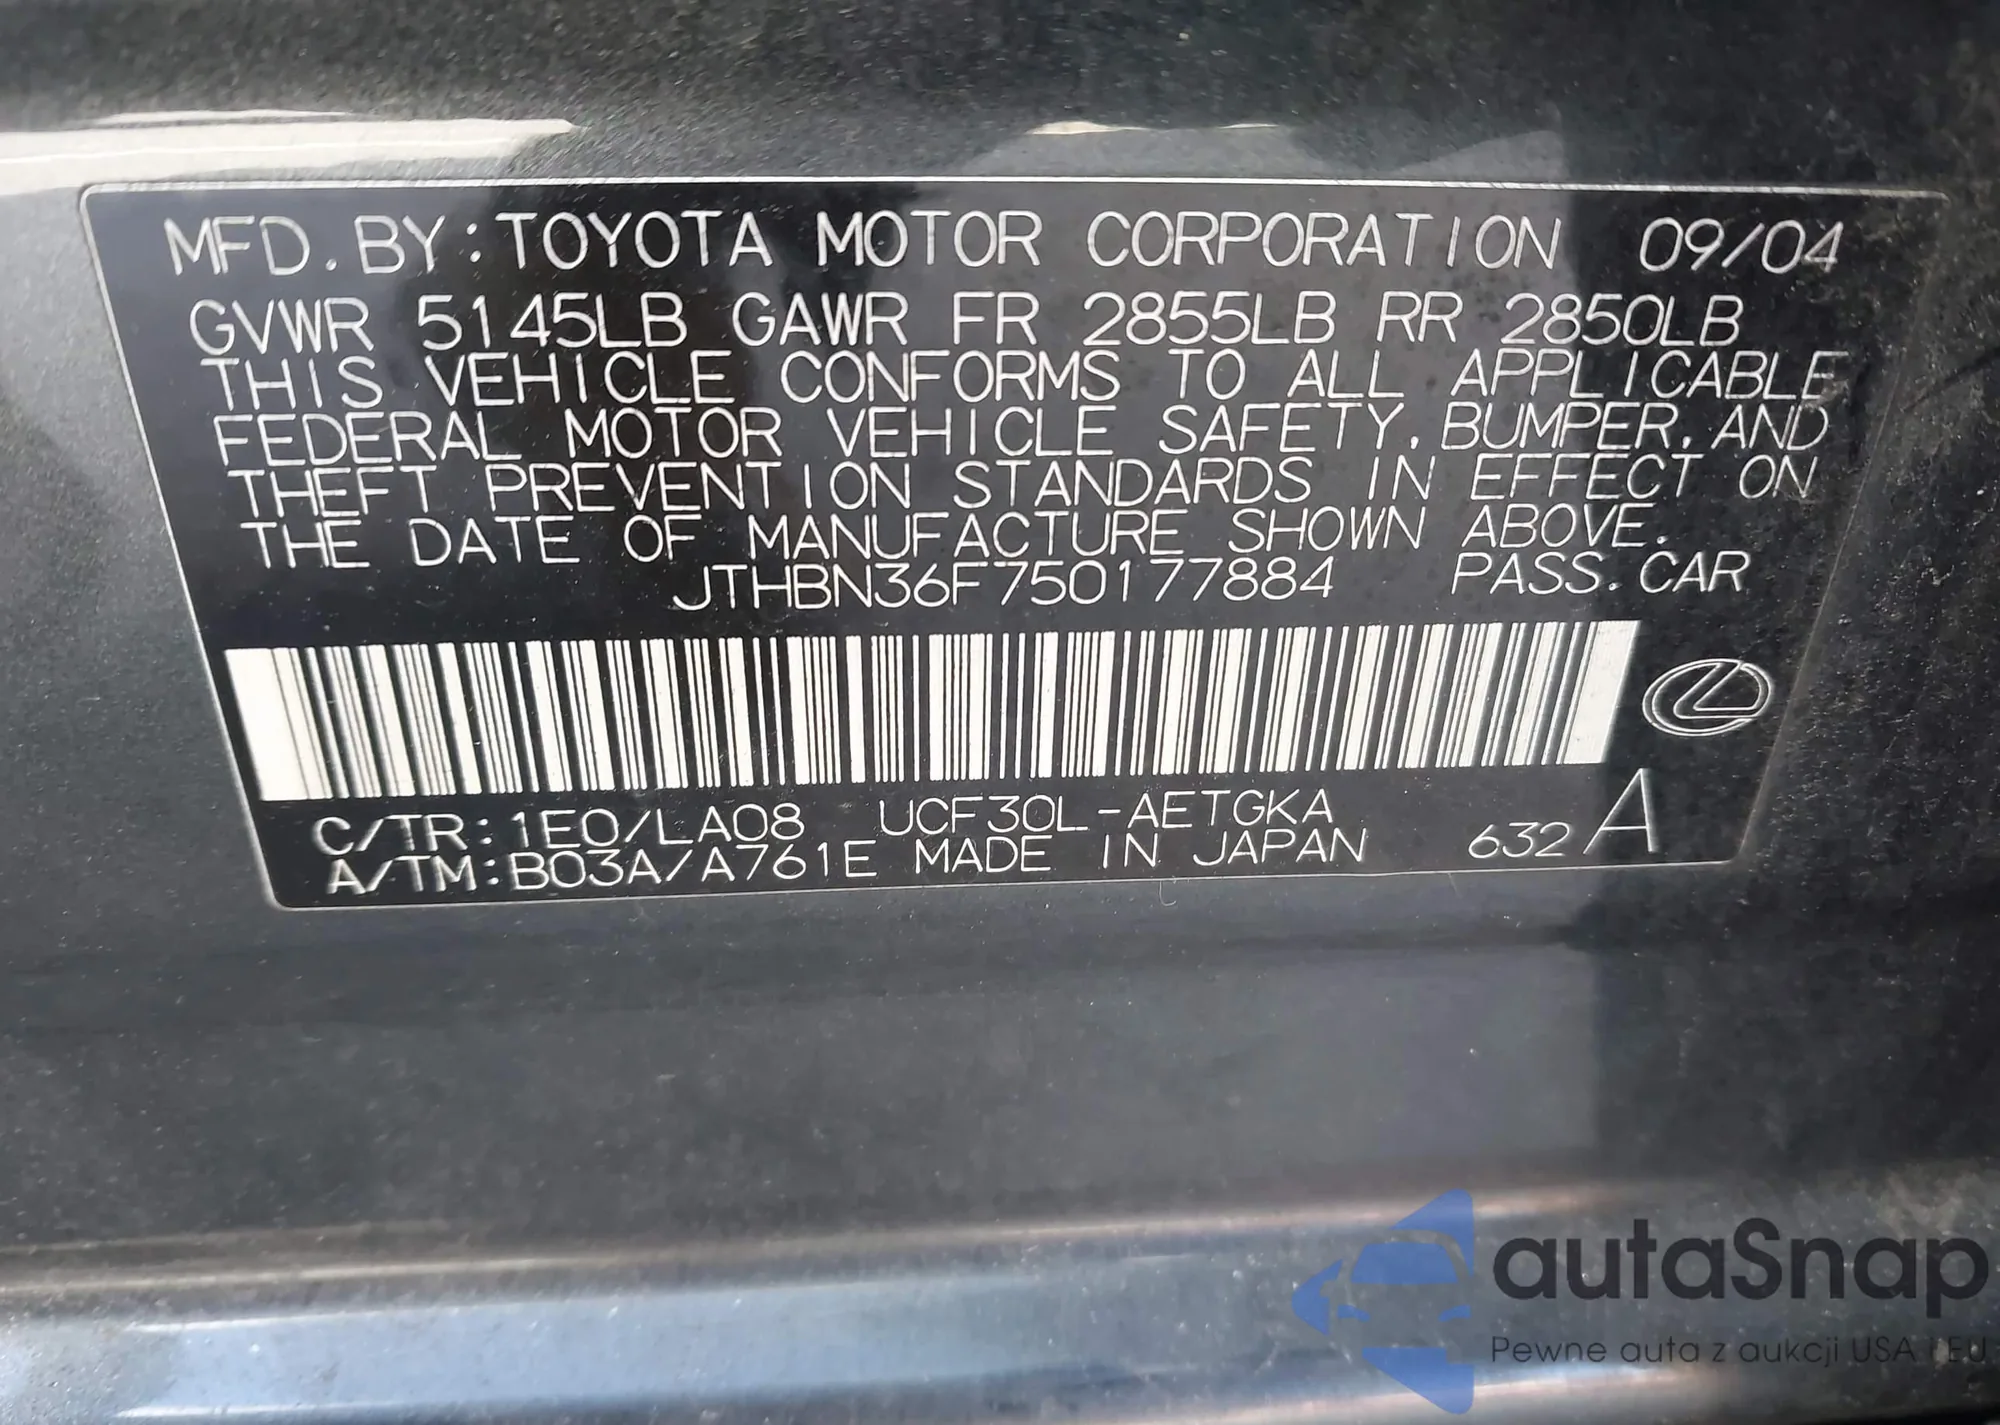 MFD. BY: TOYOTA MOTOR CORPORATION 09/04
GVWR 5145LB GAWR FR 2855LB RR 2850LB
THIS VEHICLE CONFORMS TO ALL APPLICABLE
FEDERAL MOTOR VEHICLE SAFETY, BUMPER, AND
THEFT PREVENTION STANDARDS IN EFFECT ON
THE DATE OF MANUFACTURE SHOWN ABOVE.
JTHBN36F750177884 PASS. CAR
C/TR: 1E0/LA08 UCF30L-AETGKA
A/TM: B03A/A761E MADE IN JAPAN 632 A
autaSnap
Pewne auta z aukcji USA i EU